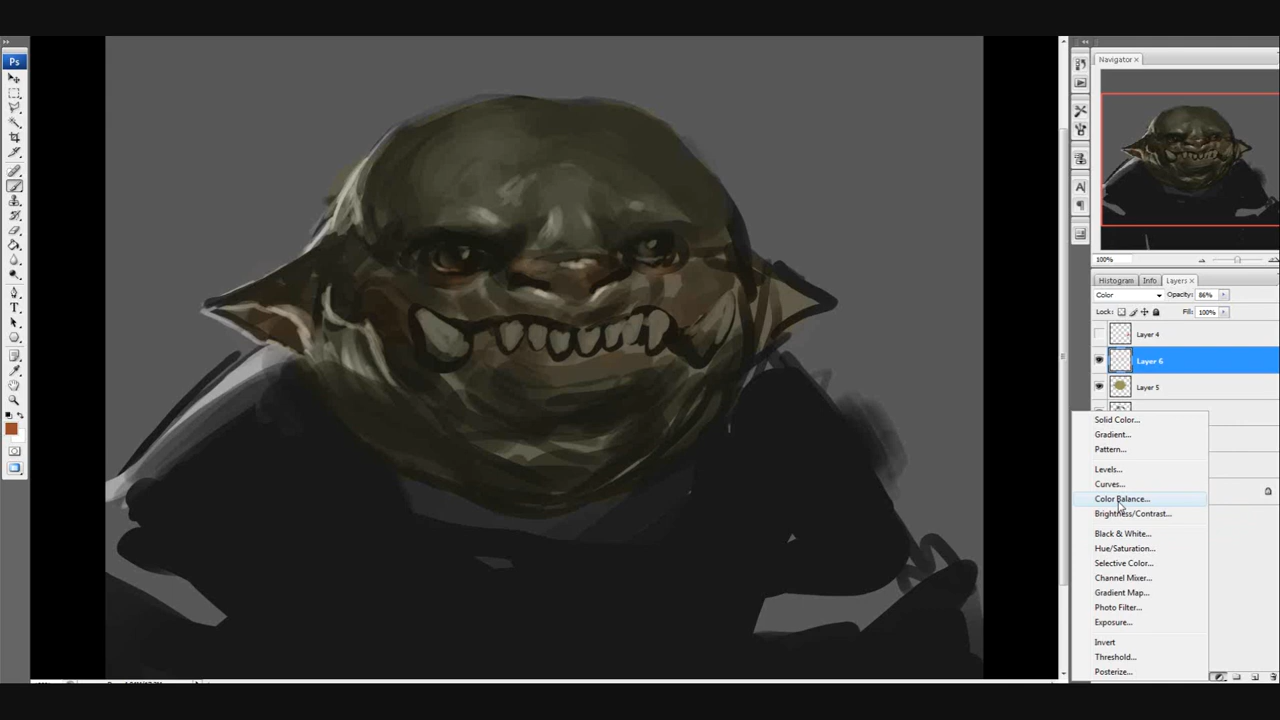 Ps
Navigator ×
100%
Histogram Info Layers ×
Color Opacity: 86%
Lock: Fill: 100%
Layer 4
Layer 6
Layer 5
Solid Color...
Gradient...
Pattern...
Levels...
Curves...
Color Balance...
Brightness/Contrast...
Black & White...
Hue/Saturation...
Selective Color...
Channel Mixer...
Gradient Map...
Photo Filter...
Exposure...
Invert
Threshold...
Posterize...